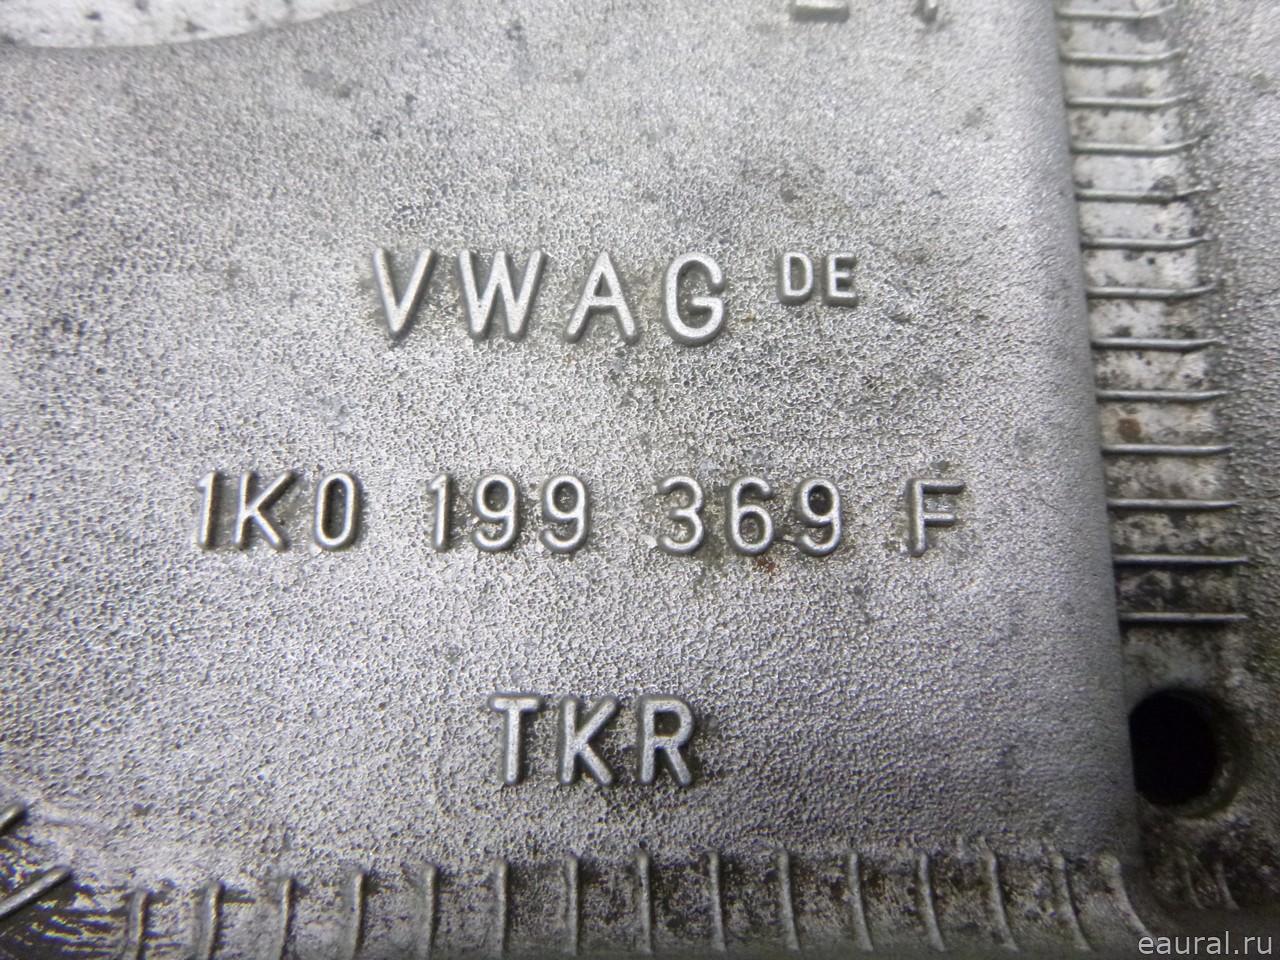 VWAG DE
1K0 199 369 F
TKR
eaural.ru